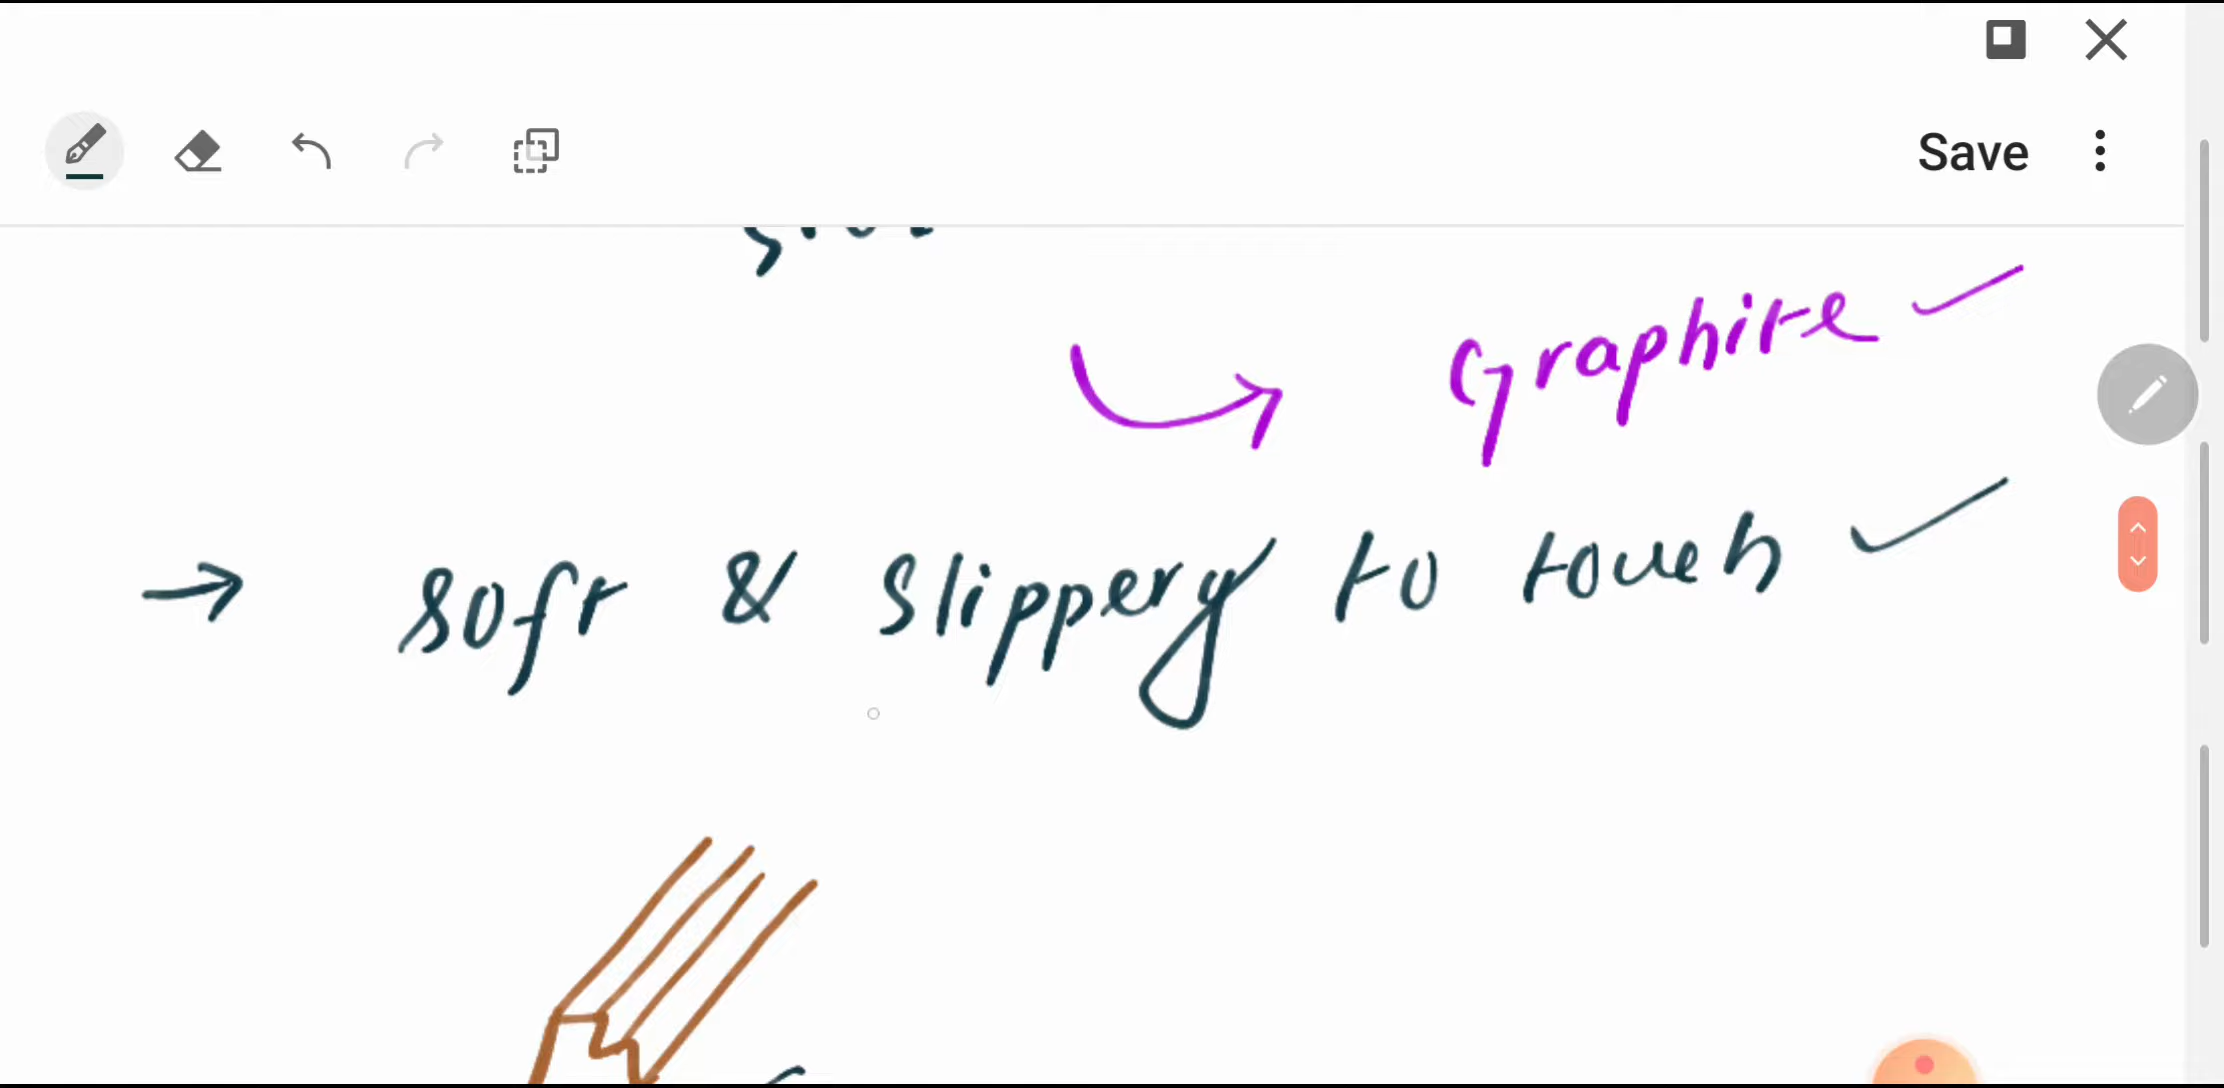 Save
Graphite
→ soft & slippery to touch